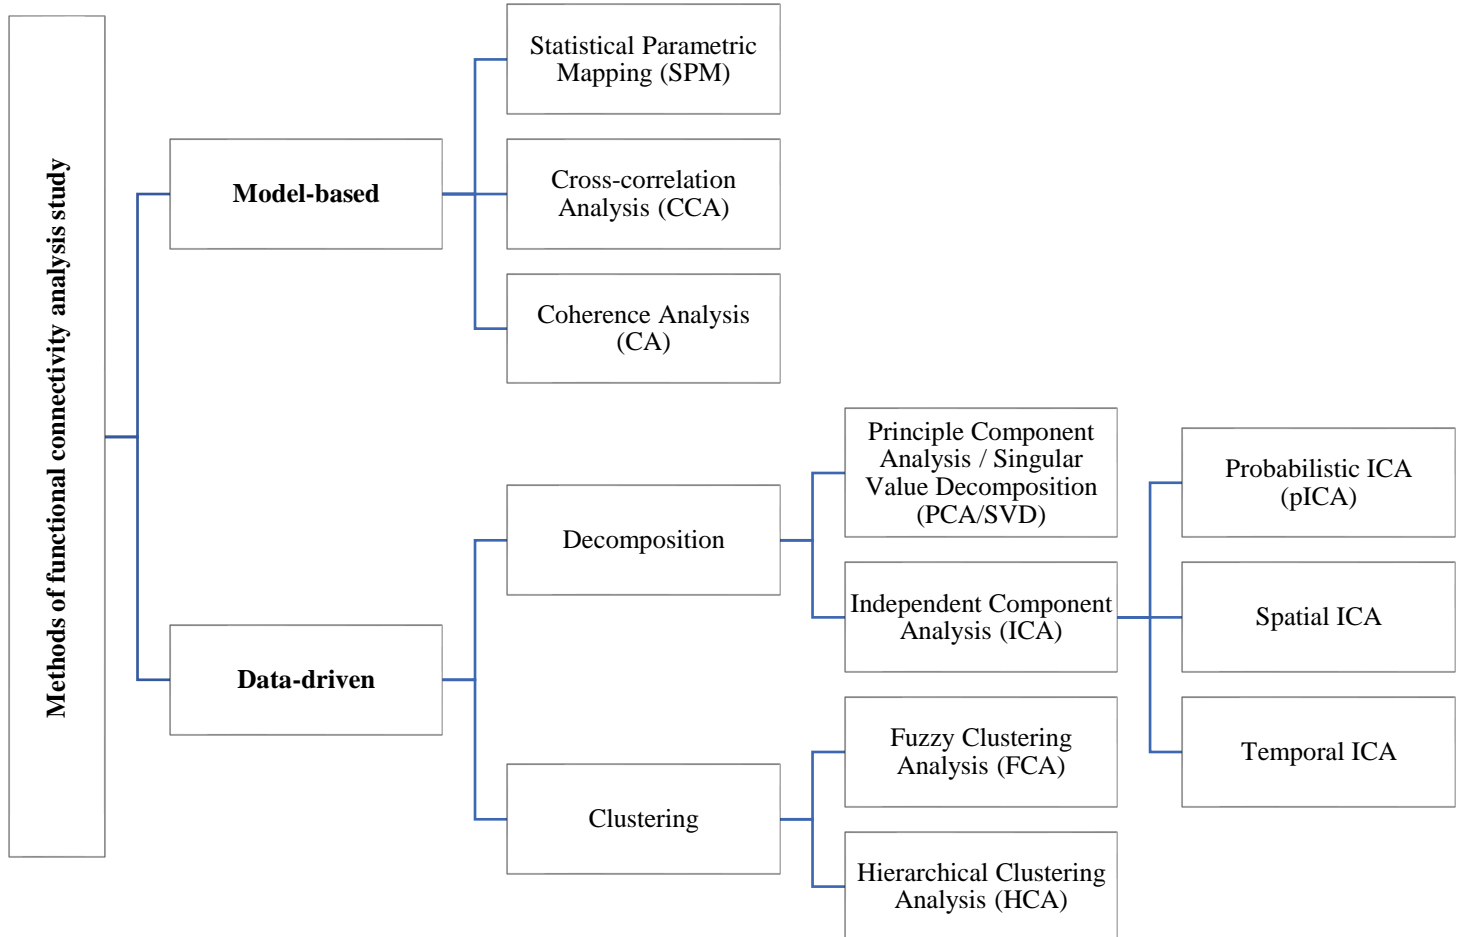 Methods of functional connectivity analysis study
Model-based
Statistical Parametric
Mapping (SPM)
Cross-correlation
Analysis (CCA)
Coherence Analysis
(CA)
Data-driven
Decomposition
Principle Component
Analysis / Singular
Value Decomposition
(PCA/SVD)
Independent Component
Analysis (ICA)
Probabilistic ICA
(pICA)
Spatial ICA
Temporal ICA
Clustering
Fuzzy Clustering
Analysis (FCA)
Hierarchical Clustering
Analysis (HCA)